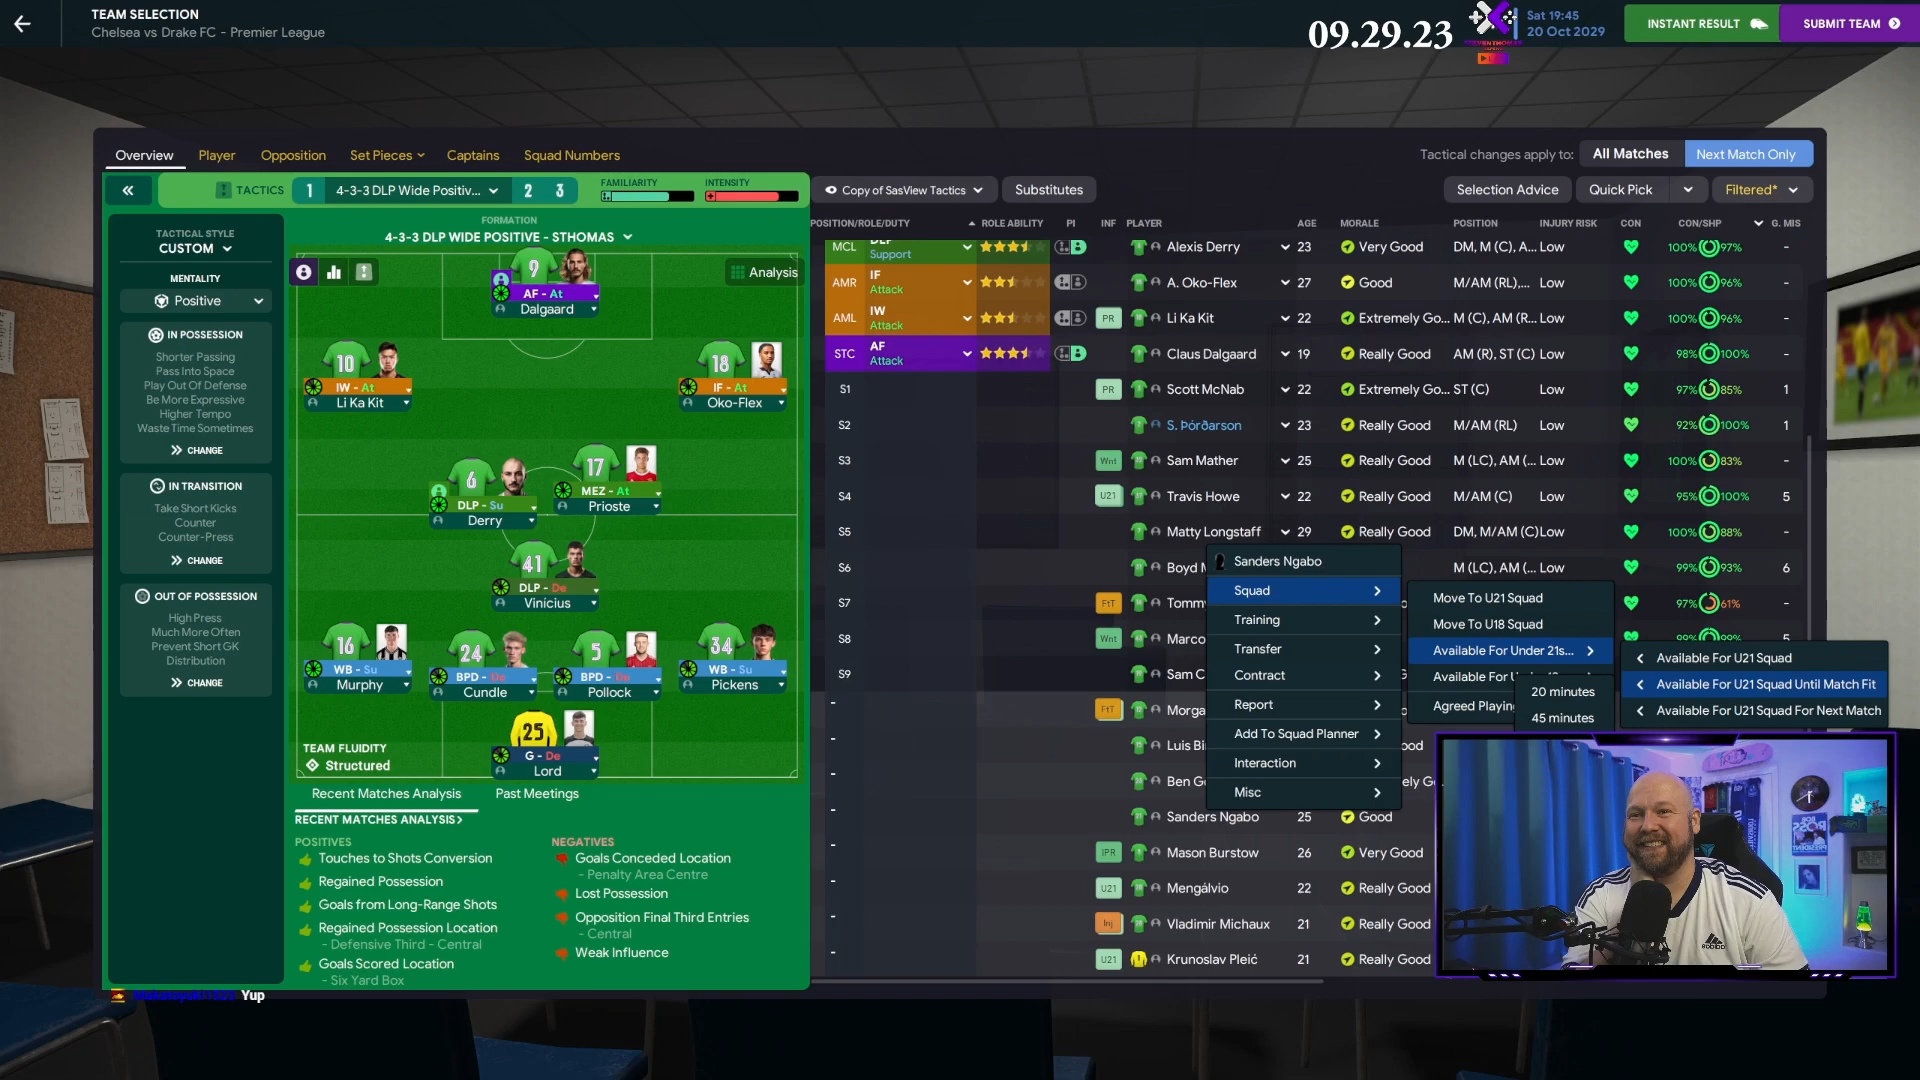 TEAM SELECTION
Chelsea vs Drake FC - Premier League
09.29.23
Sat 19:45
20 Oct 2029
INSTANT RESULT
SUBMIT TEAM
Overview
Player
Opposition
Set Pieces
Captains
Squad Numbers
Tactical changes apply to:
All Matches
Next Match Only
TACTICS
1
4-3-3 DLP Wide Positiv...
2
3
FAMILIARITY
INTENSITY
Copy of SasView Tactics
Substitutes
Selection Advice
Quick Pick
Filtered*
TACTICAL STYLE
CUSTOM
MENTALITY
Positive
IN POSSESSION
Shorter Passing
Pass Into Space
Play Out Of Defense
Be More Expressive
Higher Tempo
Waste Time Sometimes
CHANGE
IN TRANSITION
Take Short Kicks
Counter
Counter-Press
CHANGE
OUT OF POSSESSION
High Press
Much More Often
Prevent Short GK
Distribution
CHANGE
FORMATION
4-3-3 DLP WIDE POSITIVE - STHOMAS
Analysis
9
AF - At
Dalgaard
10
IW - At
Li Ka Kit
18
IF - At
Oko-Flex
6
DLP - Su
Derry
17
MEZ - At
Prioste
41
DLP - De
Vinicius
16
WB - Su
Murphy
24
BPD - De
Cundle
5
BPD - De
Pollock
34
WB - Su
Pickens
25
G - De
Lord
TEAM FLUIDITY
Structured
Recent Matches Analysis
Past Meetings
RECENT MATCHES ANALYSIS>
POSITIVES
Touches to Shots Conversion
Regained Possession
Goals from Long-Range Shots
Regained Possession Location
- Defensive Third - Central
Goals Scored Location
- Six Yard Box
NEGATIVES
Goals Conceded Location
- Penalty Area Centre
Lost Possession
Opposition Final Third Entries
- Central
Weak Influence
Yup
POSITION/ROLE/DUTY ROLE ABILITY PI INF PLAYER AGE MORALE POSITION INJURY RISK CON CON/SHP G. MIS
MCL DLP Support Alexis Derry 23 Very Good DM, M (C), A... Low 100% 97% -
AMR IF Attack A. Oko-Flex 27 Good M/AM (RL),... Low 100% 96% -
AML IW Attack PR Li Ka Kit 22 Extremely Go... M (C), AM (R... Low 100% 96% -
STC AF Attack Claus Dalgaard 19 Really Good AM (R), ST (C) Low 98% 100% -
S1 PR Scott McNab 22 Extremely Go... ST (C) Low 97% 85% 1
S2 S. Þórðarson 23 Really Good M/AM (RL) Low 92% 100% 1
S3 Wnt Sam Mather 25 Really Good M (LC), AM (... Low 100% 83% -
S4 U21 Travis Howe 22 Really Good M/AM (C) Low 95% 100% 5
S5 Matty Longstaff 29 Really Good DM, M/AM (C) Low 100% 88% -
S6 Boyd M (LC), AM (... Low 99% 93% 6
S7 FtT Tommy 97% 61% -
S8 Wnt Marco 99% 99% 5
S9 Sam C
- FtT Morga
- Luis Bi
- Ben G
- Sanders Ngabo 25 Good
- IPR Mason Burstow 26 Very Good
- U21 Mengálvio 22 Really Good
- Inj Vladimir Michaux 21 Really Good
- U21 Krunoslav Pleić 21 Really Good
Sanders Ngabo
Squad
Training
Transfer
Contract
Report
Add To Squad Planner
Interaction
Misc
Move To U21 Squad
Move To U18 Squad
Available For Under 21s...
Available For U
Agreed Playing
20 minutes
45 minutes
Available For U21 Squad
Available For U21 Squad Until Match Fit
Available For U21 Squad For Next Match